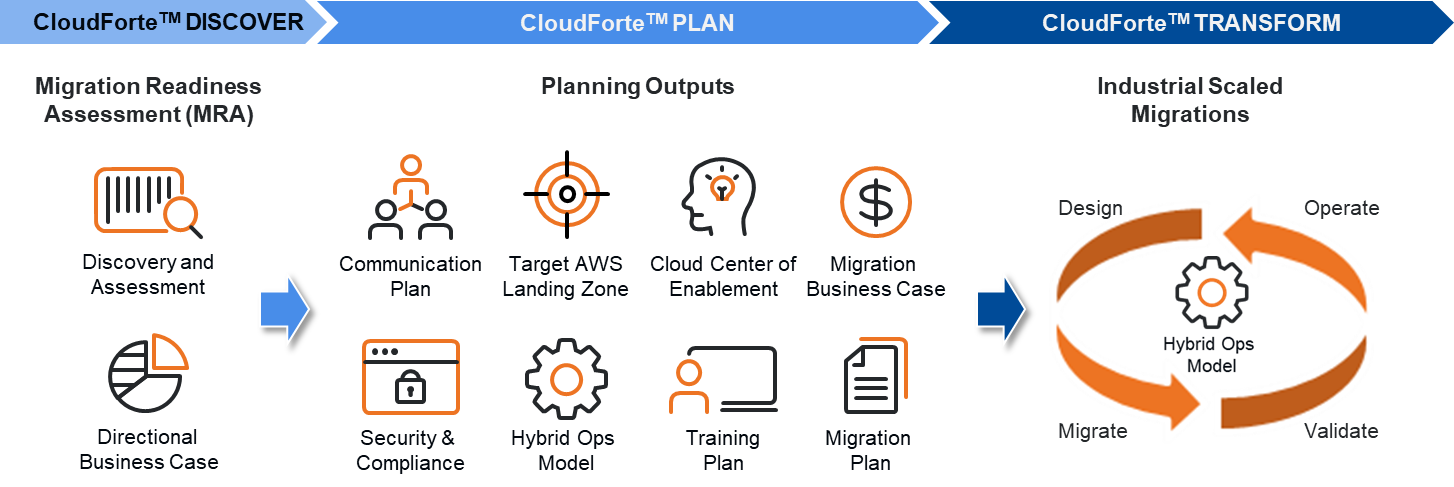 CloudForte™ DISCOVER
CloudForte™ PLAN
CloudForte™ TRANSFORM
Migration Readiness
Assessment (MRA)
Discovery and
Assessment
Directional
Business Case
Planning Outputs
Communication
Plan
Target AWS
Landing Zone
Cloud Center of
Enablement
Migration
Business Case
Security &
Compliance
Hybrid Ops
Model
Training
Plan
Migration
Plan
Industrial Scaled
Migrations
Design
Operate
Hybrid Ops
Model
Migrate
Validate